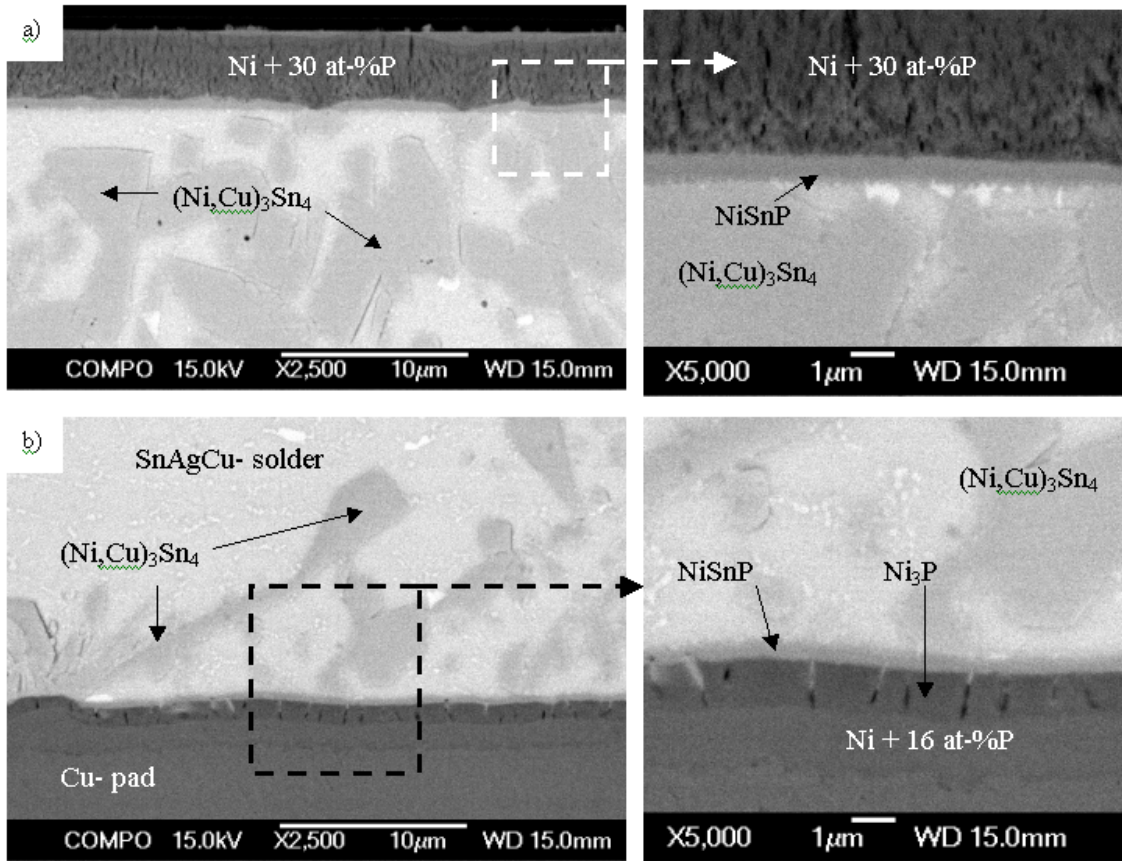 a)
Ni + 30 at-%P
(Ni,Cu)₃Sn₄
COMPO 15.0kV X2,500 10μm WD 15.0mm
Ni + 30 at-%P
NiSnP
(Ni,Cu)₃Sn₄
X5,000 1μm WD 15.0mm
b)
SnAgCu- solder
(Ni,Cu)₃Sn₄
Cu- pad
COMPO 15.0kV X2,500 10μm WD 15.0mm
(Ni,Cu)₃Sn₄
NiSnP Ni₃P
Ni + 16 at-%P
X5,000 1μm WD 15.0mm